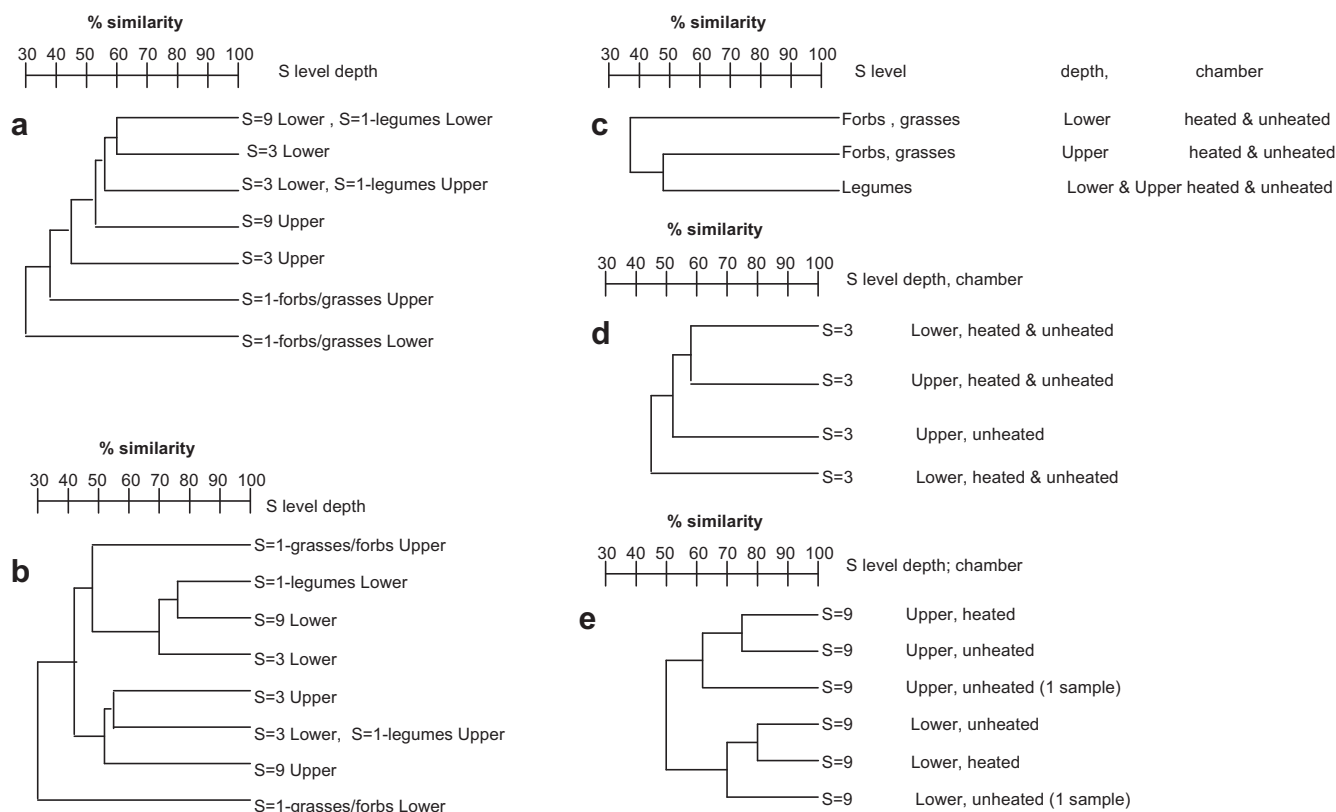 % similarity
30 40 50 60 70 80 90 100
S level depth
a
S=9 Lower , S=1-legumes Lower
S=3 Lower
S=3 Lower, S=1-legumes Upper
S=9 Upper
S=3 Upper
S=1-forbs/grasses Upper
S=1-forbs/grasses Lower
% similarity
30 40 50 60 70 80 90 100
S level depth
b
S=1-grasses/forbs Upper
S=1-legumes Lower
S=9 Lower
S=3 Lower
S=3 Upper
S=3 Lower, S=1-legumes Upper
S=9 Upper
S=1-grasses/forbs Lower
% similarity
30 40 50 60 70 80 90 100
S level depth, chamber
c
Forbs , grasses Lower heated & unheated
Forbs, grasses Upper heated & unheated
Legumes Lower & Upper heated & unheated
% similarity
30 40 50 60 70 80 90 100
S level depth, chamber
d
S=3 Lower, heated & unheated
S=3 Upper, heated & unheated
S=3 Upper, unheated
S=3 Lower, heated & unheated
% similarity
30 40 50 60 70 80 90 100
S level depth; chamber
e
S=9 Upper, heated
S=9 Upper, unheated
S=9 Upper, unheated (1 sample)
S=9 Lower, unheated
S=9 Lower, heated
S=9 Lower, unheated (1 sample)